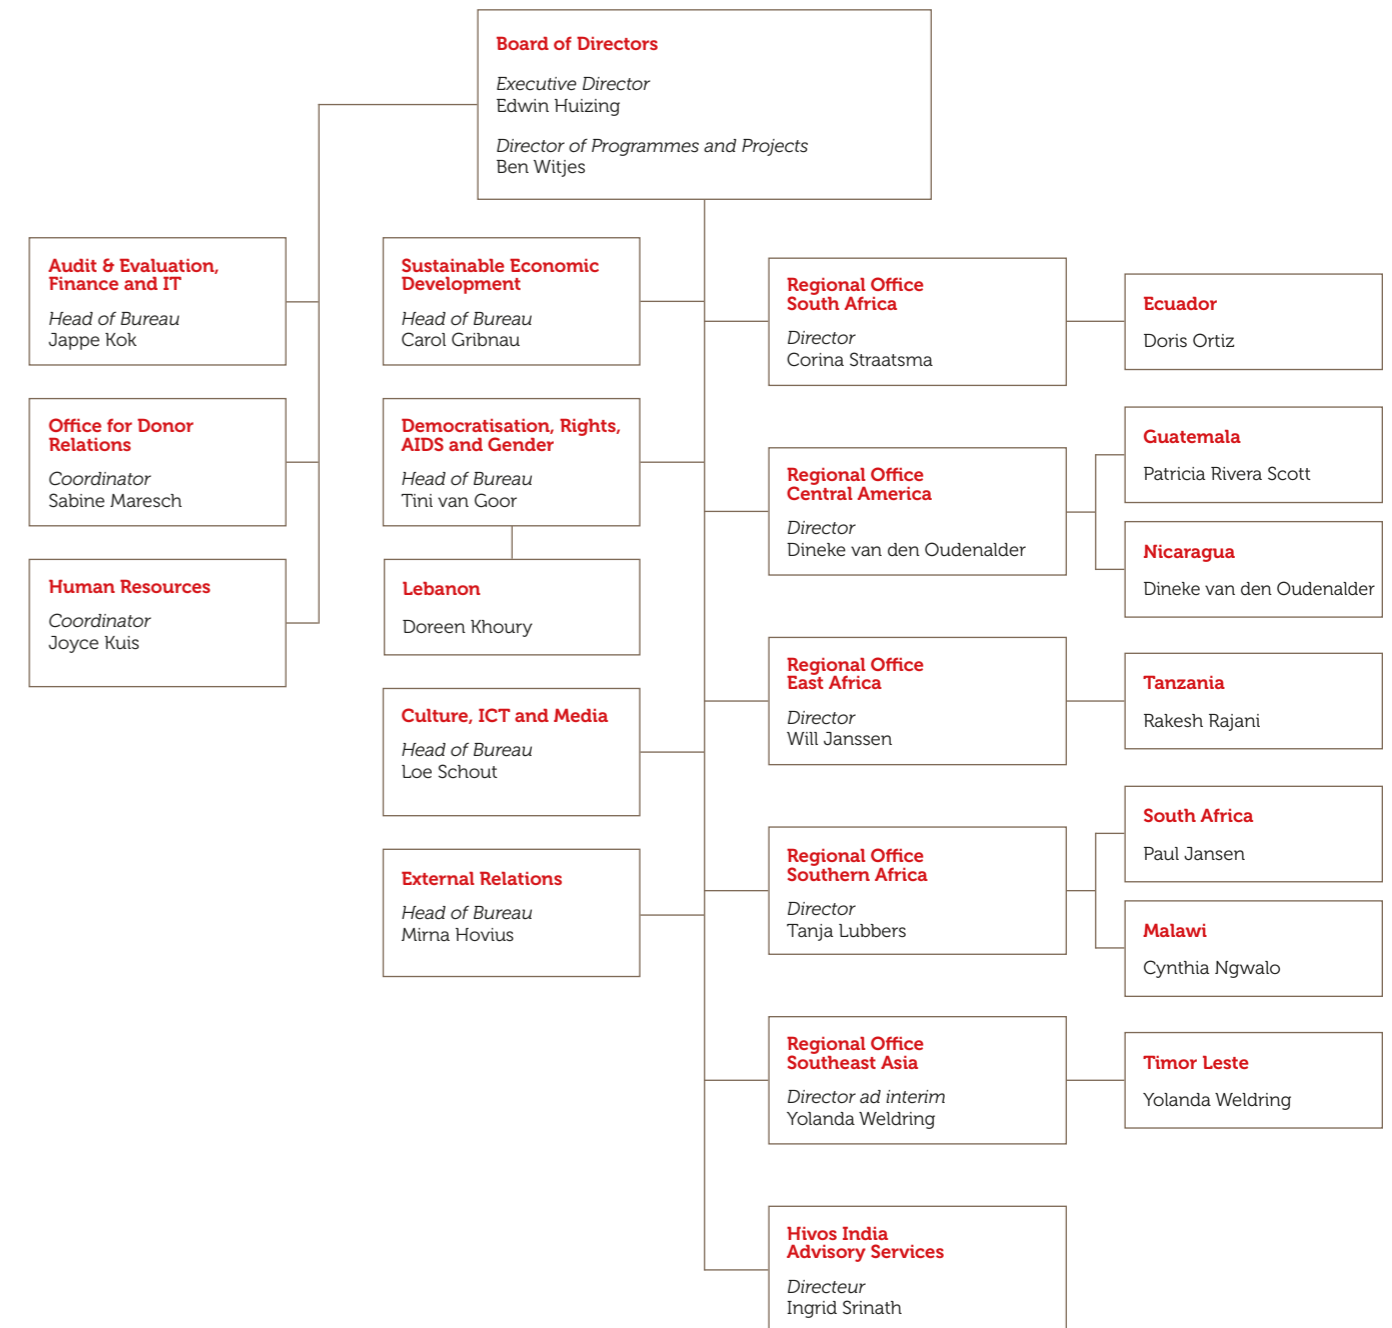 Board of Directors
Executive Director
Edwin Huizing
Director of Programmes and Projects
Ben Witjes
Audit & Evaluation,
Finance and IT
Head of Bureau
Jappe Kok
Office for Donor
Relations
Coordinator
Sabine Maresch
Human Resources
Coordinator
Joyce Kuis
Sustainable Economic
Development
Head of Bureau
Carol Gribnau
Democratisation, Rights,
AIDS and Gender
Head of Bureau
Tini van Goor
Lebanon
Doreen Khoury
Culture, ICT and Media
Head of Bureau
Loe Schout
External Relations
Head of Bureau
Mirna Hovius
Regional Office
South Africa
Director
Corina Straatsma
Ecuador
Doris Ortiz
Regional Office
Central America
Director
Dineke van den Oudenalder
Guatemala
Patricia Rivera Scott
Nicaragua
Dineke van den Oudenalder
Regional Office
East Africa
Director
Will Janssen
Tanzania
Rakesh Rajani
Regional Office
Southern Africa
Director
Tanja Lubbers
South Africa
Paul Jansen
Malawi
Cynthia Ngwalo
Regional Office
Southeast Asia
Director ad interim
Yolanda Weldring
Timor Leste
Yolanda Weldring
Hivos India
Advisory Services
Directeur
Ingrid Srinath